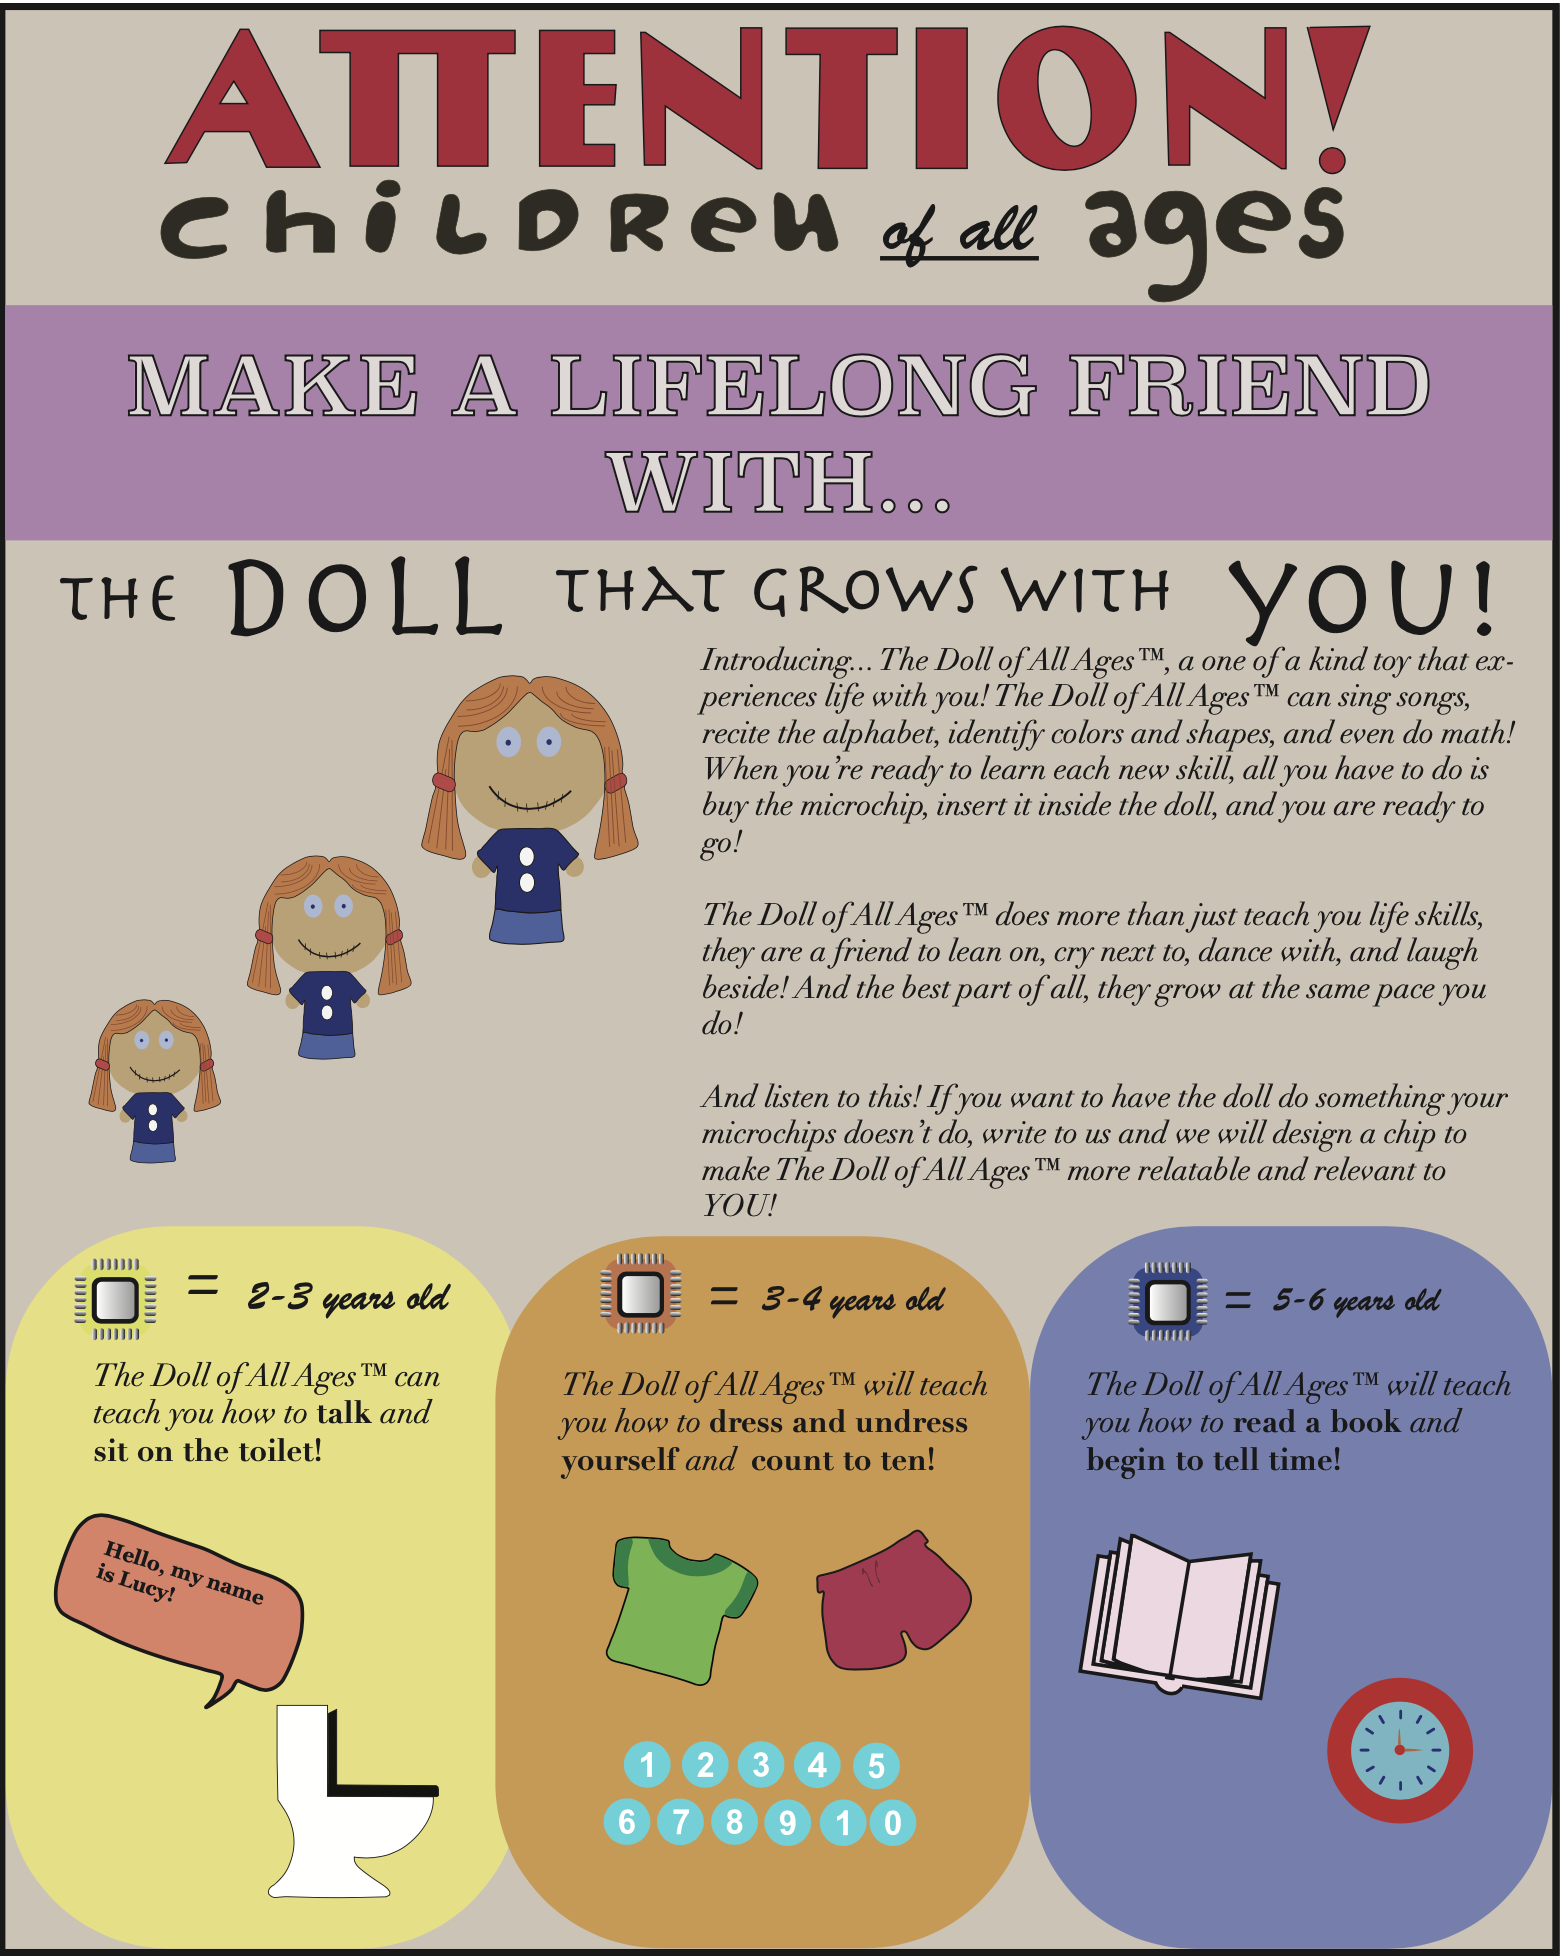 ATTENTION!
chiLDReN of all ages
MAKE A LIFELONG FRIEND
WITH...
THE DOLL THAT GROWS WITH YOU!
Introducing... The Doll of All Ages™, a one of a kind toy that ex-
periences life with you! The Doll of All Ages™ can sing songs,
recite the alphabet, identify colors and shapes, and even do math!
When you’re ready to learn each new skill, all you have to do is
buy the microchip, insert it inside the doll, and you are ready to
go!
The Doll of All Ages™ does more than just teach you life skills,
they are a friend to lean on, cry next to, dance with, and laugh
beside! And the best part of all, they grow at the same pace you
do!
And listen to this! If you want to have the doll do something your
microchips doesn’t do, write to us and we will design a chip to
make The Doll of All Ages™ more relatable and relevant to
YOU!
= 2-3 years old
The Doll of All Ages™ can
teach you how to talk and
sit on the toilet!
Hello, my name
is Lucy!
= 3-4 years old
The Doll of All Ages™ will teach
you how to dress and undress
yourself and count to ten!
1 2 3 4 5
6 7 8 9 1 0
= 5-6 years old
The Doll of All Ages™ will teach
you how to read a book and
begin to tell time!